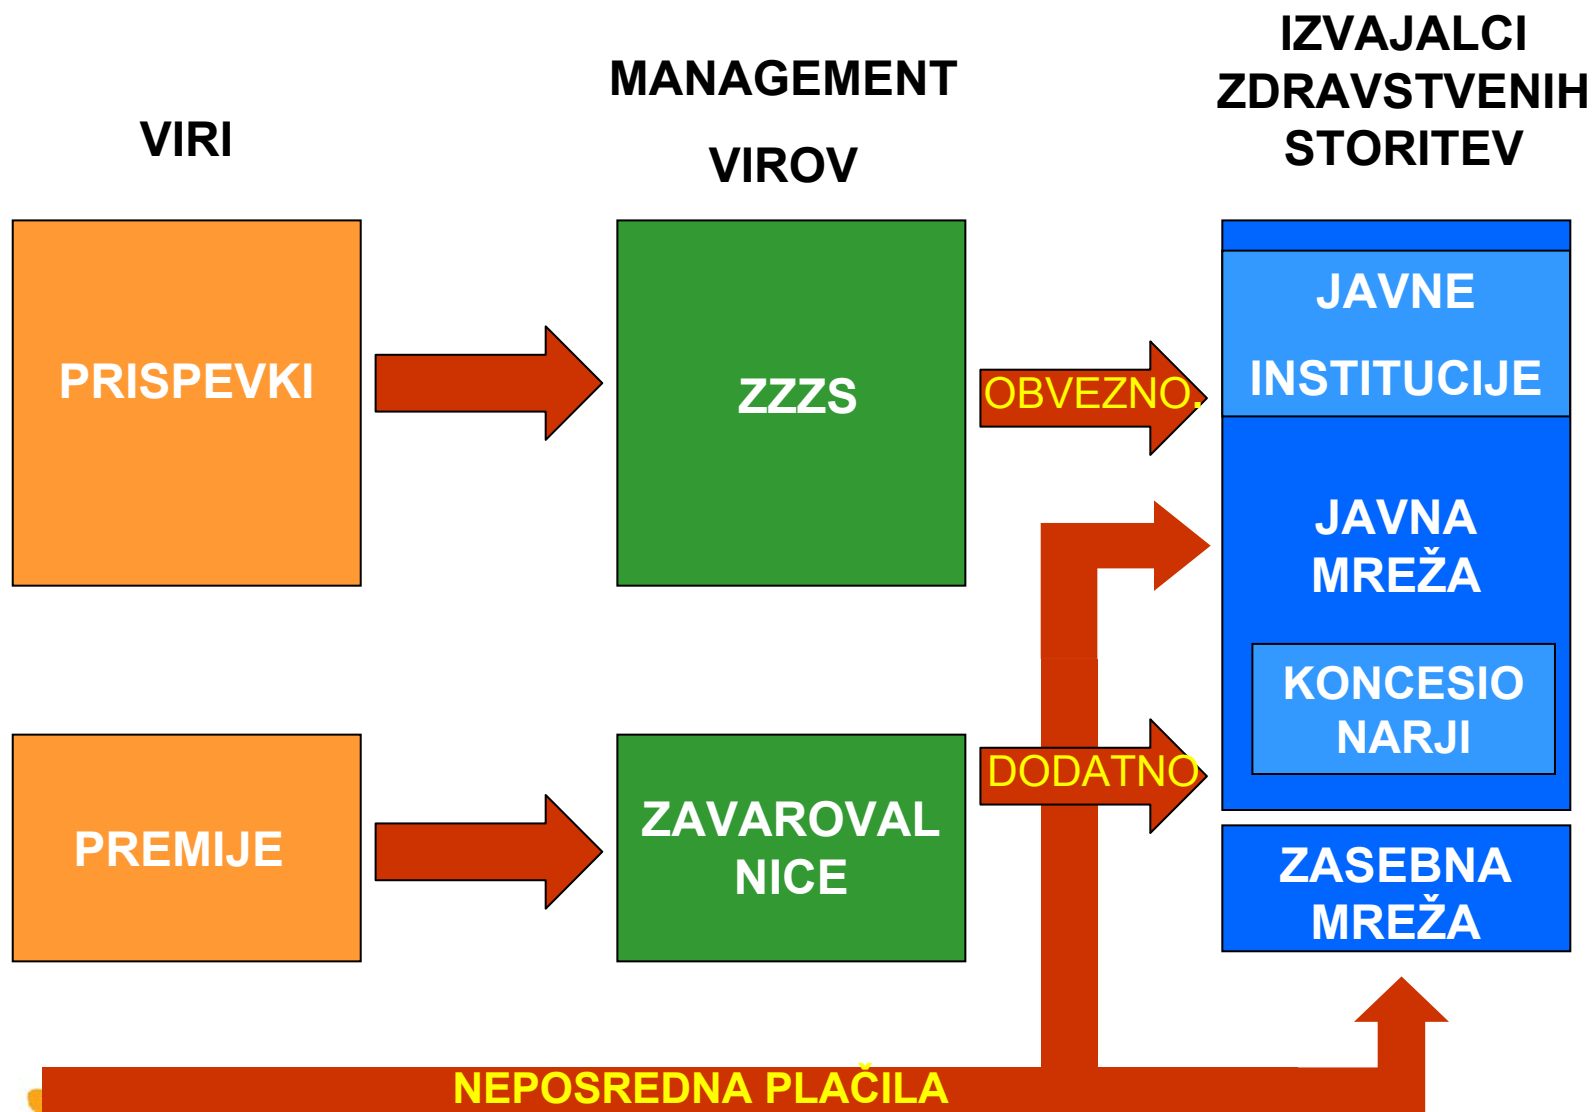 VIRI
MANAGEMENT
VIROV
IZVAJALCI
ZDRAVSTVENIH
STORITEV
PRISPEVKI
ZZZS
OBVEZNO.
JAVNE
INSTITUCIJE
JAVNA
MREŽA
KONCESIO
NARJI
PREMIJE
ZAVAROVAL
NICE
DODATNO
ZASEBNA
MREŽA
NEPOSREDNA PLAČILA